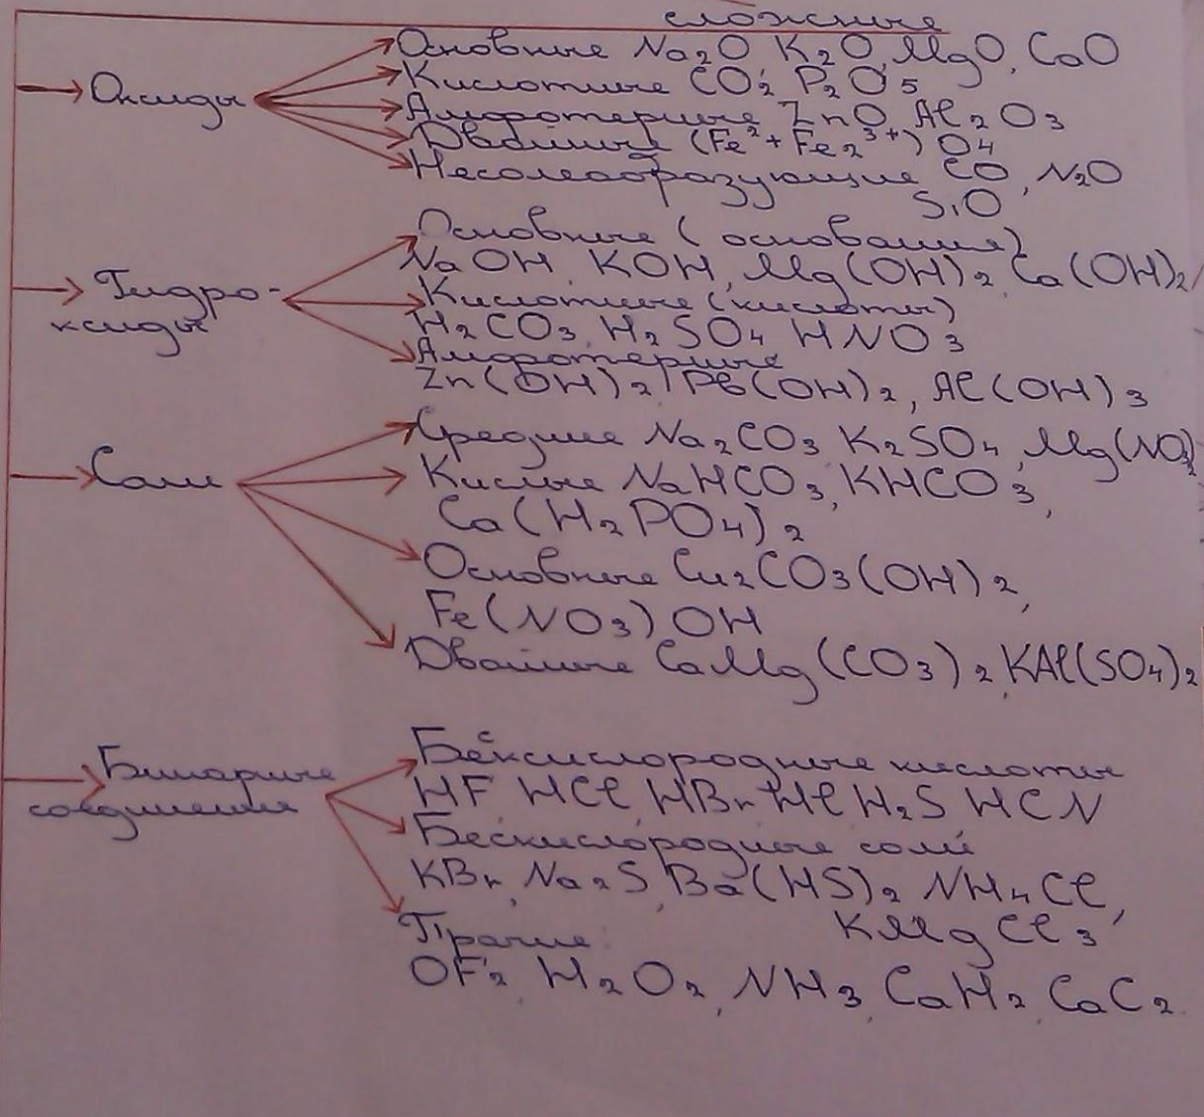 сложные
Основные Na2O K2O, MgO, CaO
Оксиды
Кислотные CO2, P2O5
Амфотерные ZnO, Al2O3
Двойные (Fe2+Fe2 3+)O4
Несолеобразующие CO, N2O
SiO
Основные (основания)
NaOH, KOH, Mg(OH)2, Ca(OH)2
Гидро-
ксиды
Кислотные (кислоты)
H2CO3, H2SO4, HNO3
Амфотерные
Zn(OH)2, Pb(OH)2, Al(OH)3
Соли
Средние Na2CO3, K2SO4, Mg(NO3)2
Кислые NaHCO3, KHCO3,
Ca(H2PO4)2
Основные Cu2CO3(OH)2,
Fe(NO3)OH
Двойные CaMg(CO3)2, KAl(SO4)2
Бинарные
соединения
Бескислородные кислоты
HF, HCl, HBr, Hl, H2S, HCN
Бескислородные соли
KBr, Na2S, Ba(HS)2, NH4Cl,
KMgCl3
Прочие:
OF2, H2O2, NH3, CaH2, CaC2